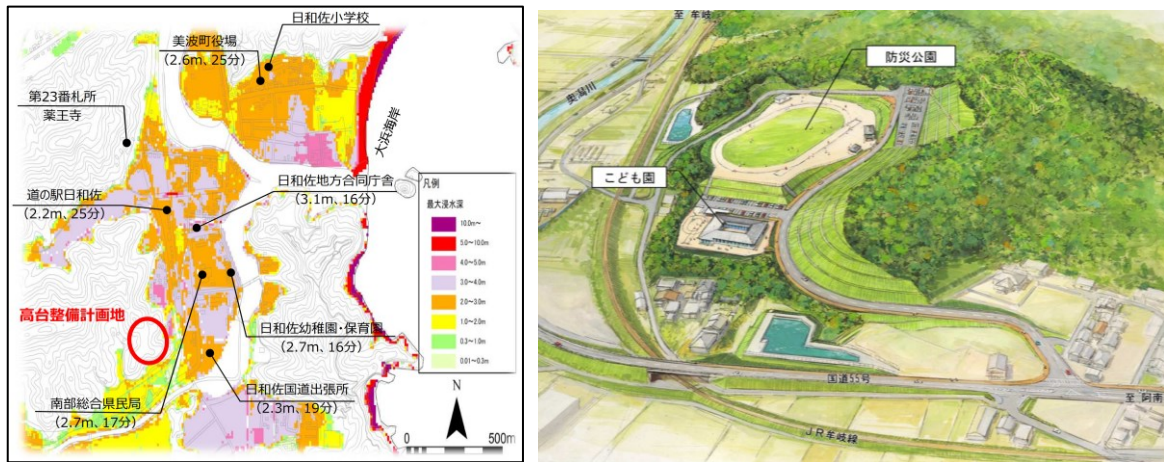 日和佐小学校
美波町役場
（2.6m、25分）
第23番札所
薬王寺
大浜海岸
道の駅日和佐
（2.2m、25分）
日和佐地方合同庁舎
（3.1m、16分）
凡例
最大浸水深
10.0m～
5.0～10.0m
4.0～5.0m
3.0～4.0m
2.0～3.0m
1.0～2.0m
0.3～1.0m
0.01～0.3m
高台整備計画地
日和佐幼稚園・保育園
（2.7m、16分）
日和佐国道出張所
（2.3m、19分）
南部総合県民局
（2.7m、17分）
N
0 500m
至 牟岐
奥潟川
防災公園
こども園
国道55号
至 阿南
JR牟岐線